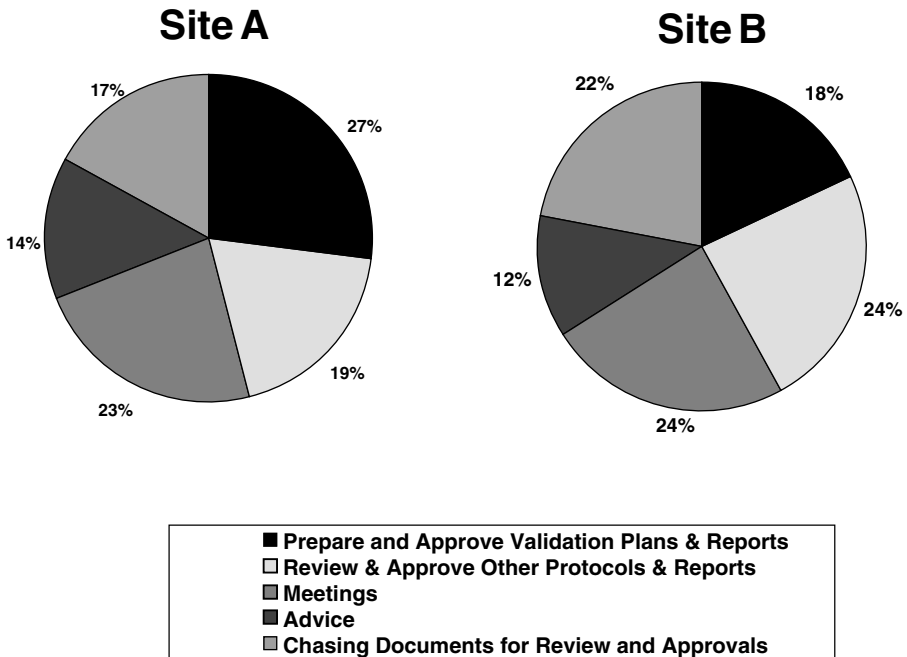 Site A
17%
27%
14%
19%
23%
Site B
22%
18%
12%
24%
24%
Prepare and Approve Validation Plans & Reports
Review & Approve Other Protocols & Reports
Meetings
Advice
Chasing Documents for Review and Approvals